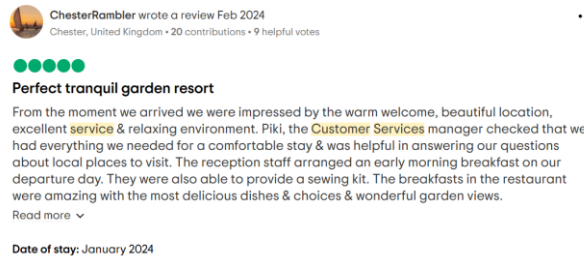 ChesterRambler wrote a review Feb 2024
Chester, United Kingdom • 20 contributions • 9 helpful votes
Perfect tranquil garden resort
From the moment we arrived we were impressed by the warm welcome, beautiful location,
excellent service & relaxing environment. Piki, the Customer Services manager checked that we
had everything we needed for a comfortable stay & was helpful in answering our questions
about local places to visit. The reception staff arranged an early morning breakfast on our
departure day. They were also able to provide a sewing kit. The breakfasts in the restaurant
were amazing with the most delicious dishes & choices & wonderful garden views.
Read more
Date of stay: January 2024